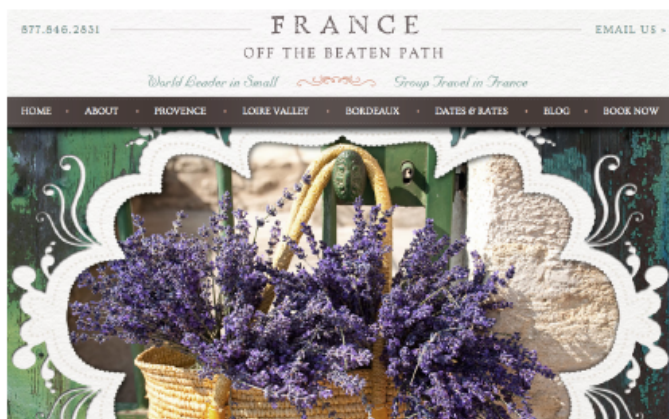 877.846.2831
FRANCE
EMAIL US »
OFF THE BEATEN PATH
World Leader in Small Group Travel in France
HOME • ABOUT • PROVENCE • LOIRE VALLEY • BORDEAUX • DATES & RATES • BLOG • BOOK NOW